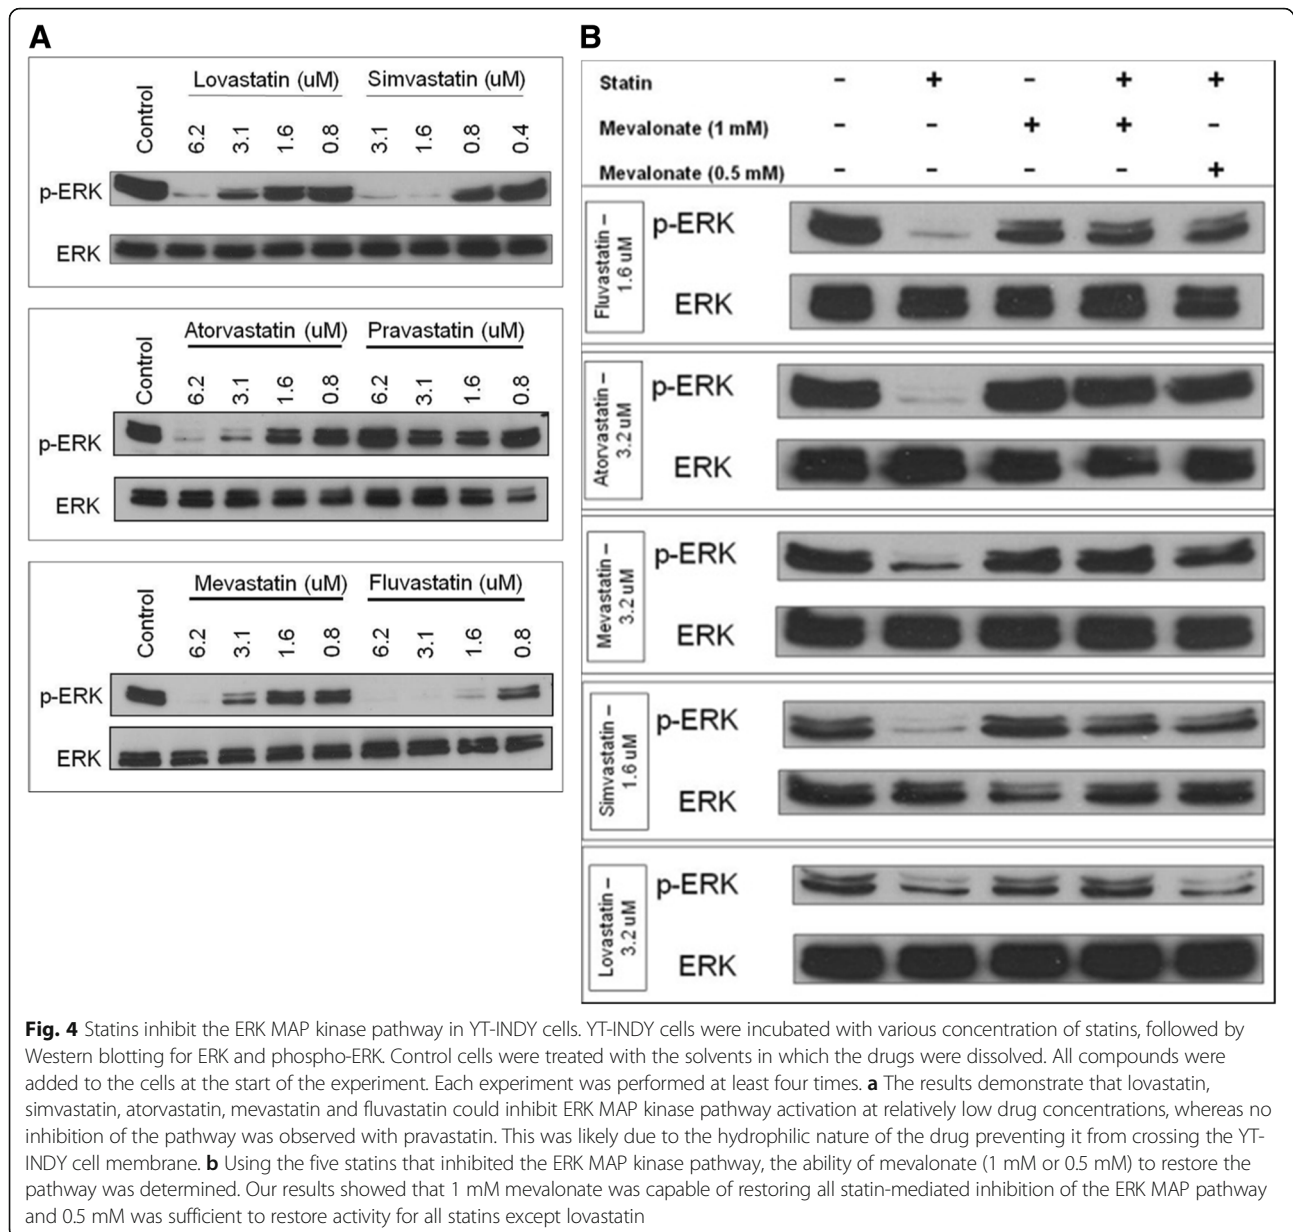 A
Lovastatin (uM) Simvastatin (uM)
Control 6.2 3.1 1.6 0.8 3.1 1.6 0.8 0.4
p-ERK
ERK
Atorvastatin (uM) Pravastatin (uM)
Control 6.2 3.1 1.6 0.8 6.2 3.1 1.6 0.8
p-ERK
ERK
Mevastatin (uM) Fluvastatin (uM)
Control 6.2 3.1 1.6 0.8 6.2 3.1 1.6 0.8
p-ERK
ERK
B
Statin - + - + +
Mevalonate (1 mM) - - + + -
Mevalonate (0.5 mM) - - - - +
Fluvastatin –
1.6 uM
p-ERK
ERK
Atorvastatin –
3.2 uM
p-ERK
ERK
Mevastatin –
3.2 uM
p-ERK
ERK
Simvastatin –
1.6 uM
p-ERK
ERK
Lovastatin –
3.2 uM
p-ERK
ERK
Fig. 4 Statins inhibit the ERK MAP kinase pathway in YT-INDY cells. YT-INDY cells were incubated with various concentration of statins, followed by
Western blotting for ERK and phospho-ERK. Control cells were treated with the solvents in which the drugs were dissolved. All compounds were
added to the cells at the start of the experiment. Each experiment was performed at least four times. a The results demonstrate that lovastatin,
simvastatin, atorvastatin, mevastatin and fluvastatin could inhibit ERK MAP kinase pathway activation at relatively low drug concentrations, whereas no
inhibition of the pathway was observed with pravastatin. This was likely due to the hydrophilic nature of the drug preventing it from crossing the YT-
INDY cell membrane. b Using the five statins that inhibited the ERK MAP kinase pathway, the ability of mevalonate (1 mM or 0.5 mM) to restore the
pathway was determined. Our results showed that 1 mM mevalonate was capable of restoring all statin-mediated inhibition of the ERK MAP pathway
and 0.5 mM was sufficient to restore activity for all statins except lovastatin